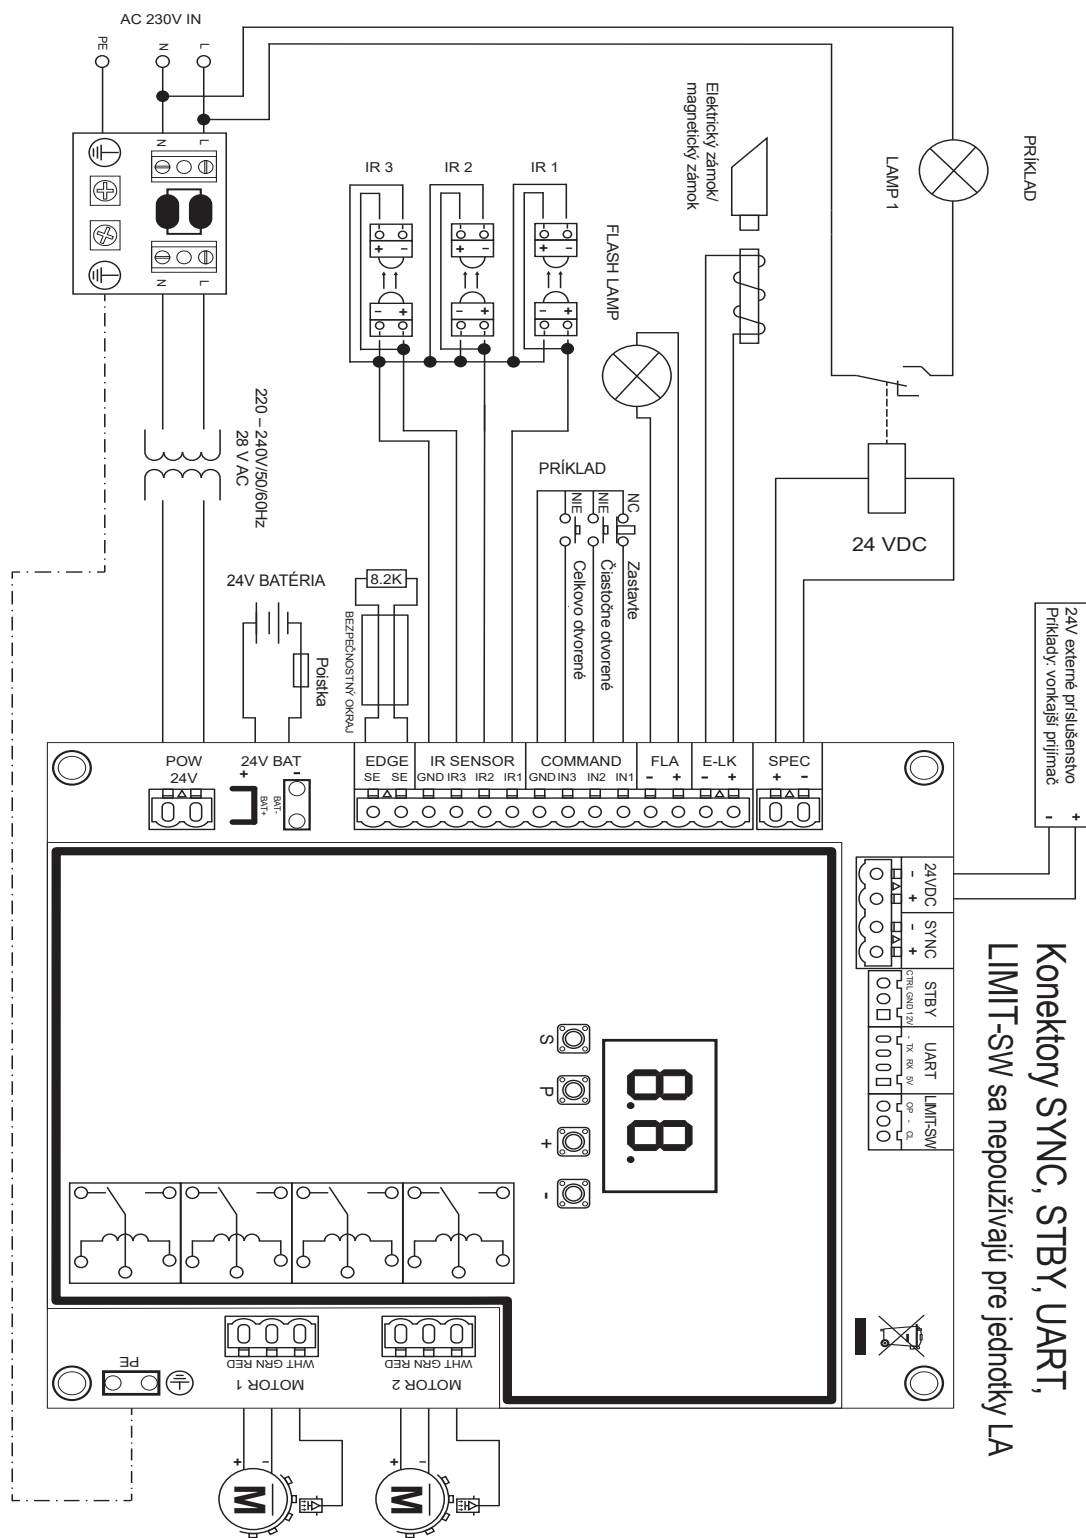 AC 230V IN
PE
N
L
N
L
N
L
IR 3
IR 2
IR 1
+ -
+ -
+ -
- +
- +
- +
FLASH LAMP
Elektrický zámok/
magnetický zámok
LAMP 1
PRÍKLAD
220 – 240V/50/60Hz
28 V AC
24V BATÉRIA
Poistka
8.2K
BEZPEČNOSTNÝ OKRAJ
PRÍKLAD
NIE
NIE
NC
Celkovo otvorené
Čiastočne otvorené
Zastavte
24 VDC
24V externé príslušenstvo
Príklady: vonkajší prijímač
- +
POW
24V
24V BAT
+ -
BAT+
BAT-
EDGE
SE SE
IR SENSOR
GND IR3 IR2 IR1
COMMAND
GND IN3 IN2 IN1
FLA
- +
E-LK
- +
SPEC
+ -
24VDC
- +
SYNC
- +
STBY
CTRL GND 12V
UART
- TX RX 5V
LIMIT-SW
OP - CL
Konektory SYNC, STBY, UART,
LIMIT-SW sa nepoužívajú pre jednotky LA
8.8.
S
P
+
-
PE
WHT GRN RED
MOTOR 1
WHT GRN RED
MOTOR 2
+ -
M
+ -
M